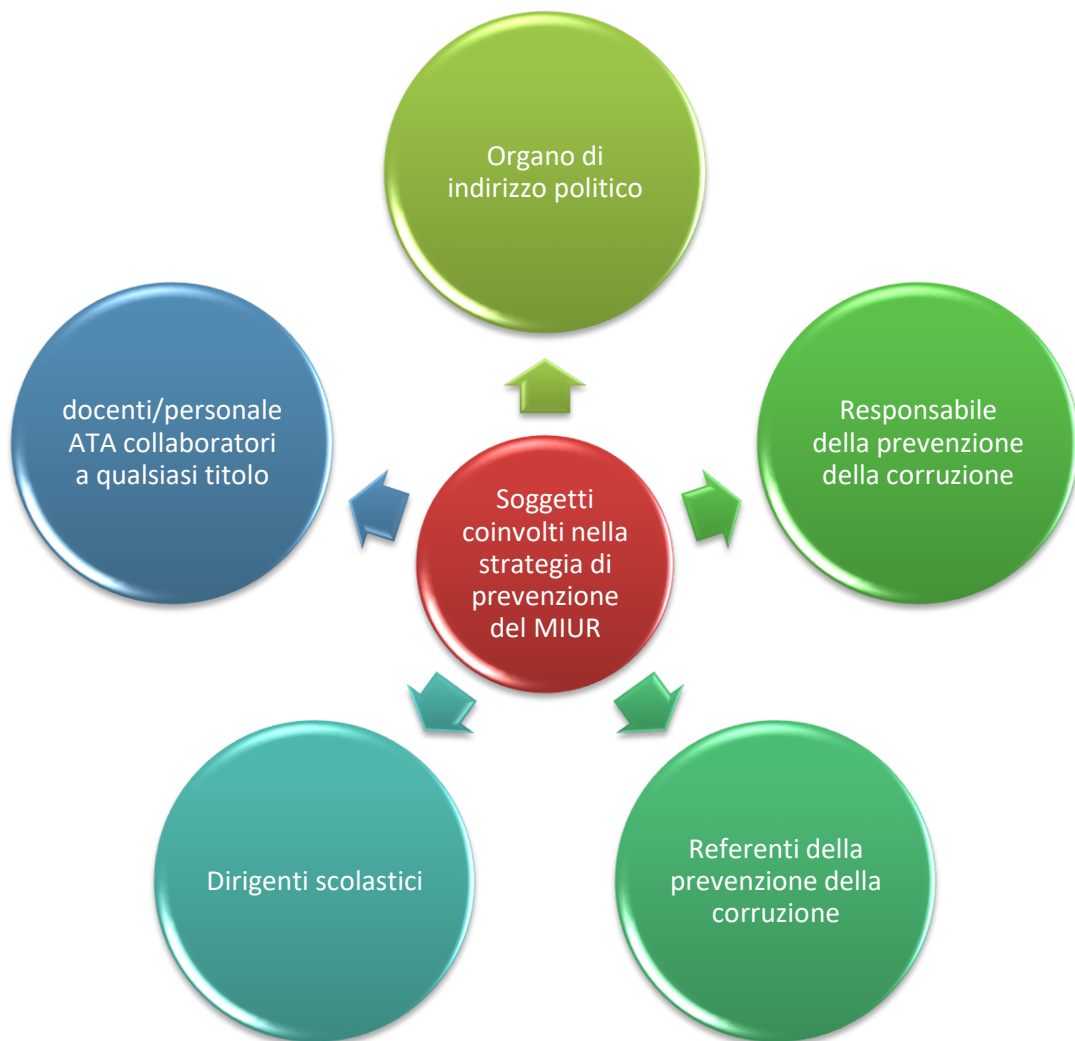 Organo di
indirizzo politico
docenti/personale
ATA collaboratori
a qualsiasi titolo
Responsabile
della prevenzione
della corruzione
Soggetti
coinvolti nella
strategia di
prevenzione
del MIUR
Dirigenti scolastici
Referenti della
prevenzione della
corruzione